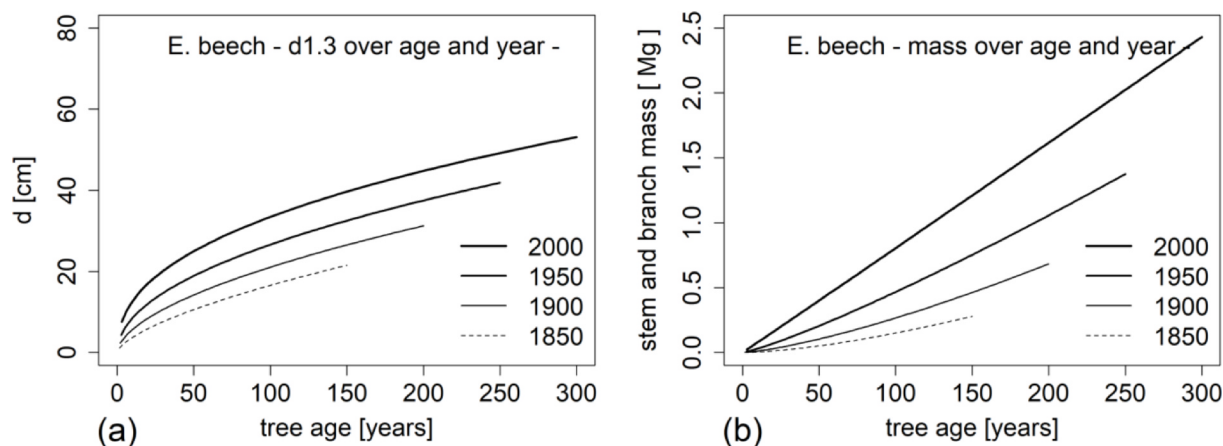 E. beech - d1.3 over age and year -
d [cm]
80
60
40
20
0
2000
1950
1900
1850
0 50 100 150 200 250 300
(a) tree age [years]
E. beech - mass over age and year -
stem and branch mass [ Mg]
2.5
2.0
1.5
1.0
0.5
0.0
2000
1950
1900
1850
0 50 100 150 200 250 300
(b) tree age [years]